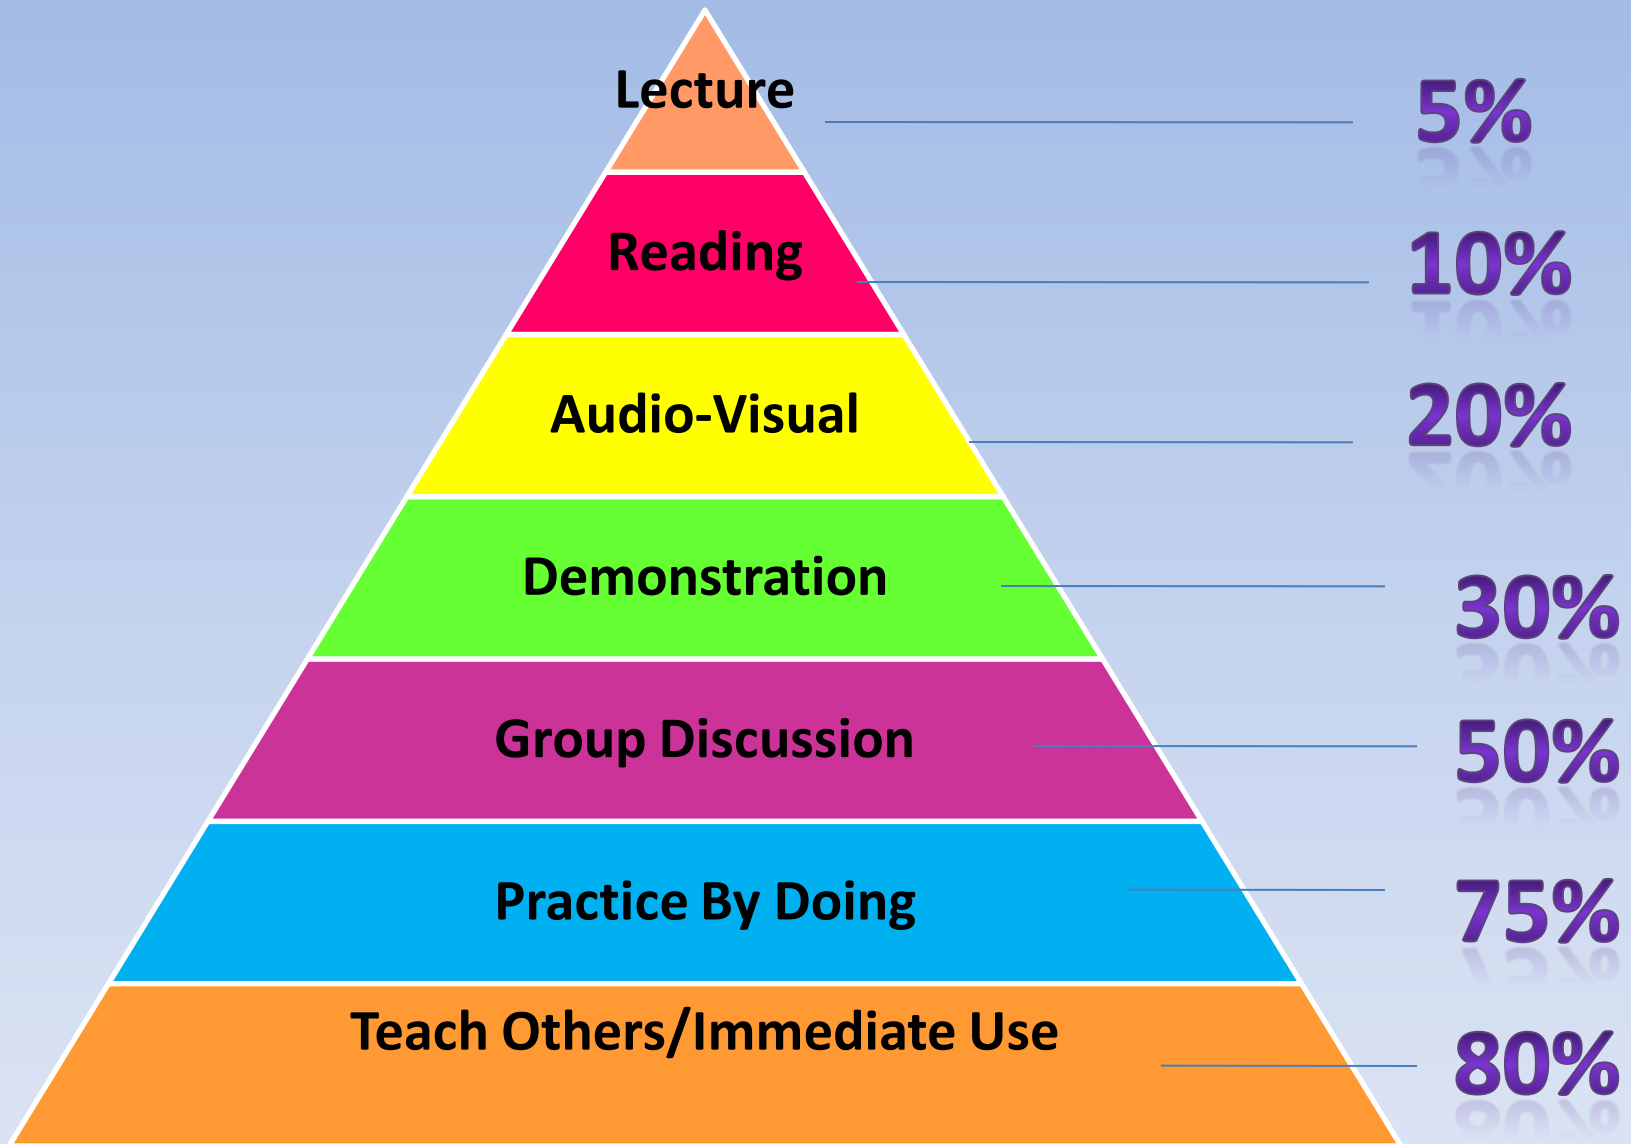 Lecture
5%
Reading
10%
Audio-Visual
20%
Demonstration
30%
Group Discussion
50%
Practice By Doing
75%
Teach Others/Immediate Use
80%